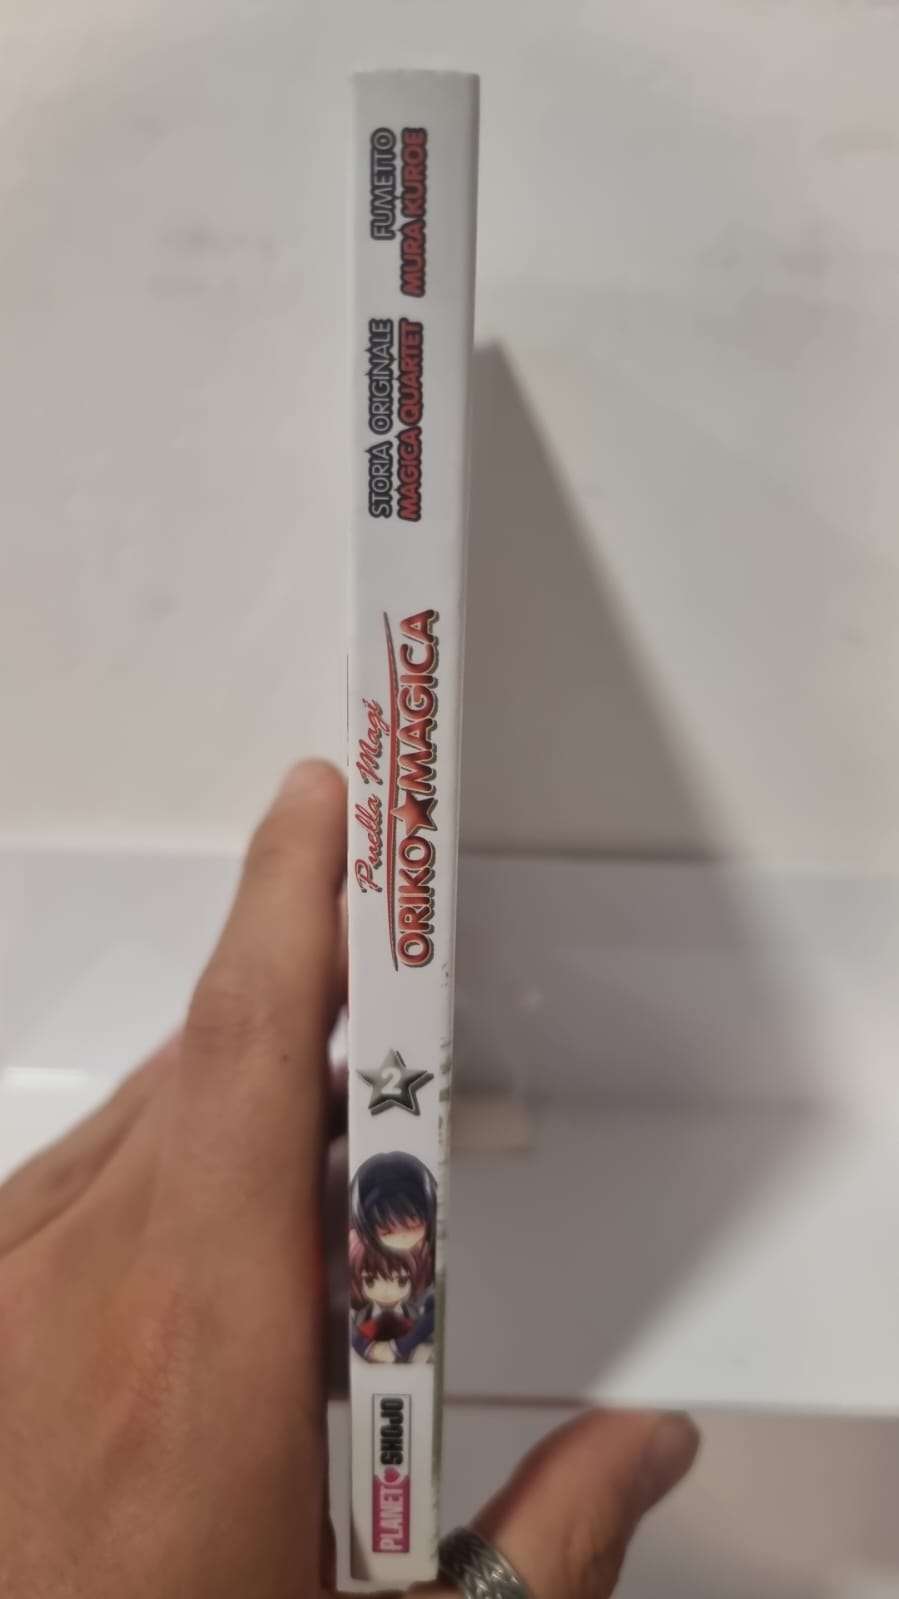 FUMETTO
MURA KUROE
STORIA ORIGINALE
MAGICA QUARTET
Puella Magi
ORIKO★MAGICA
2
PLANET SHOJO